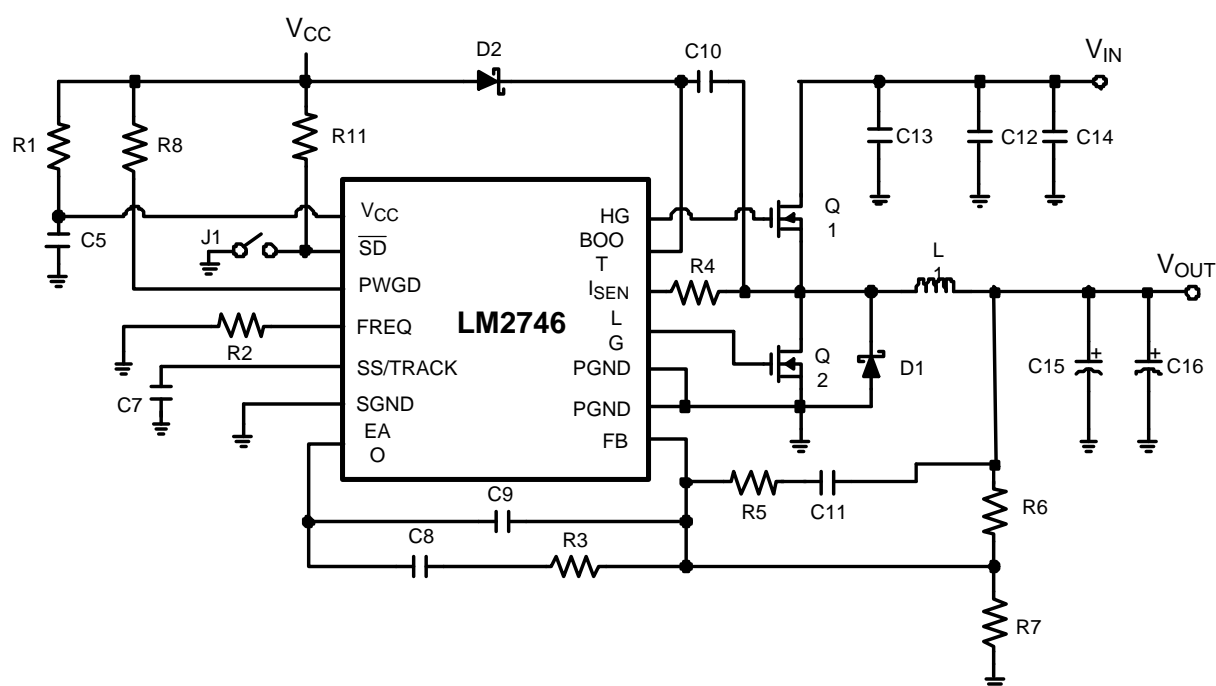 VCC
D2
C10
VIN
R1
R8
R11
C13
C12
C14
C5
J1
VCC
SD
PWGD
FREQ
SS/TRACK
SGND
EA
O
LM2746
HG
BOO
T
ISEN
L
G
PGND
PGND
FB
Q
1
R4
L
1
VOUT
Q
2
D1
+
C15
+
C16
R2
C7
C9
C8
R3
R5
C11
R6
R7